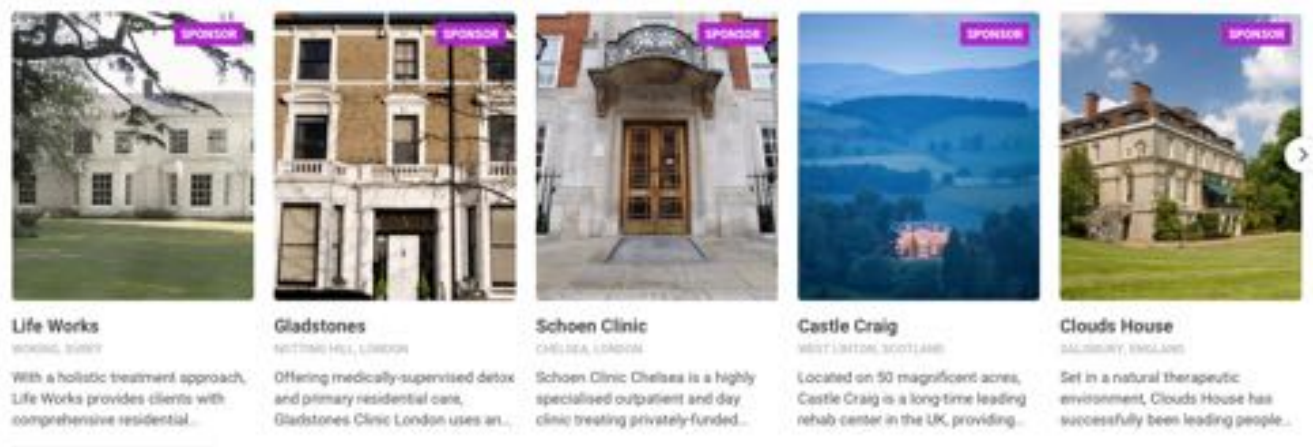 SPONSOR
SPONSOR
SPONSOR
SPONSOR
SPONSOR
Life Works
WOKING, SURREY
With a holistic treatment approach,
Life Works provides clients with
comprehensive residential...
Gladstones
NOTTING HILL, LONDON
Offering medically-supervised detox
and primary residential care,
Gladstones Clinic London uses an...
Schoen Clinic
CHELSEA, LONDON
Schoen Clinic Chelsea is a highly
specialised outpatient and day
clinic treating privately-funded...
Castle Craig
WEST LINTON, SCOTLAND
Located on 50 magnificent acres,
Castle Craig is a long-time leading
rehab center in the UK, providing...
Clouds House
SALISBURY, ENGLAND
Set in a natural therapeutic
environment, Clouds House has
successfully been leading people...